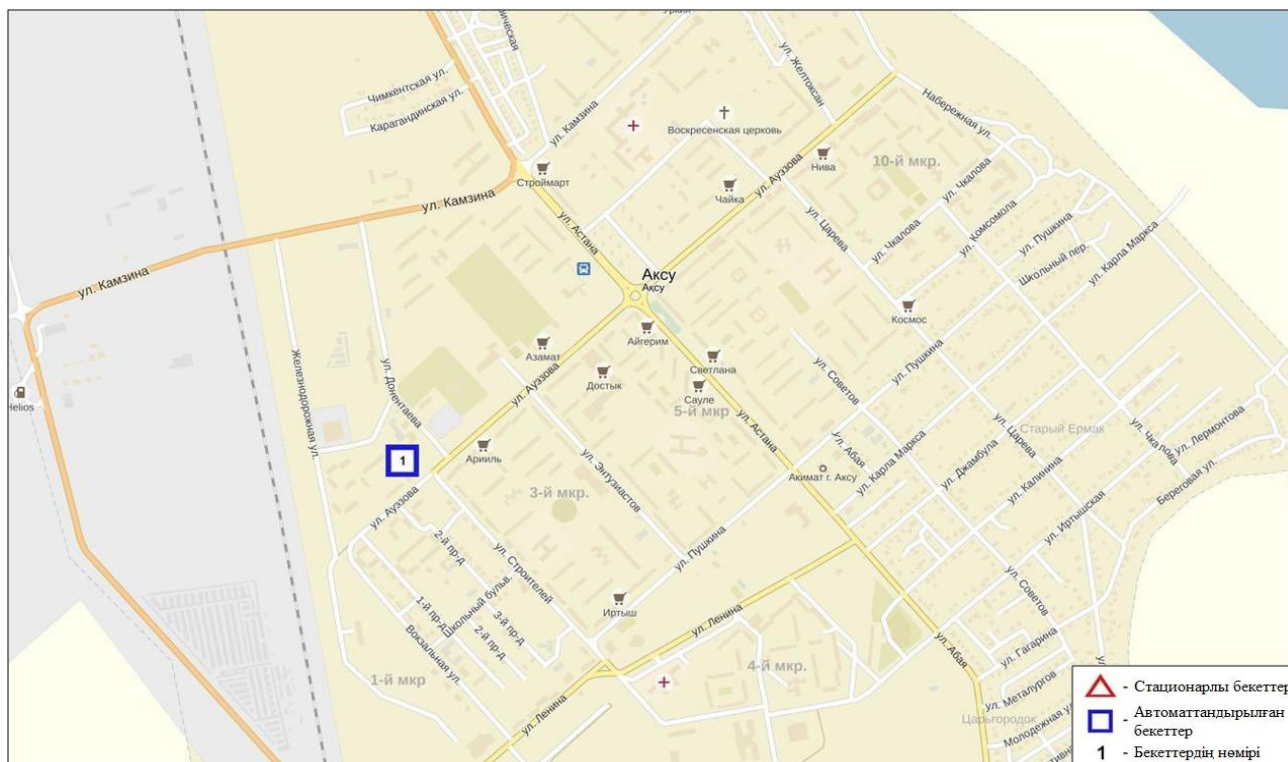 Уркин
рическая
ул. Желтоксан
Чимкентская ул.
Карагандинская ул.
ул. Камзина
Набережная ул.
Воскресенская церковь
Строймарт
Нива
10-й мкр.
ул. Ауэзова
Чайка
ул. Чкалова
ул. Камзина
ул. Астана
ул. Царева
ул. Чкалова
ул. Комсомола
ул. Пушкина
Школьный пер.
ул. Карла Маркса
ул. Камзина
Аксу
Аксу
Космос
Айгерим
Азамат
Железнодорожная ул.
ул. Донентаева
Достык
Светлана
Сауле
5-й мкр
ул. Советов
ул. Пушкина
Helios
ул. Ауэзова
ул. Астана
ул. Абая
ул. Карла Маркса
ул. Царева
Старый Ермак
ул. Чкалова
ул. Лермонтова
1
Арииль
ул. Энтузиастов
Акимат г. Аксу
ул. Джамбула
ул. Калинина
Береговая ул.
3-й мкр.
ул. Иртышская
ул. Ауэзова
2-й пр-д
ул. Строителей
ул. Пушкина
Школьный бульв.
1-й пр-д
2-й пр-д
3-й пр-д
Вокзальная ул.
Иртыш
ул. Ленина
ул. Советов
ул. Гагарина
ул. Абая
1-й мкр
4-й мкр.
ул. Ленина
ул. Металургов
Царьгородок
Молодежная ул
- Стационарлы бекеттер
- Автоматтандырылған
бекеттер
1 - Бекеттердің нөмірі